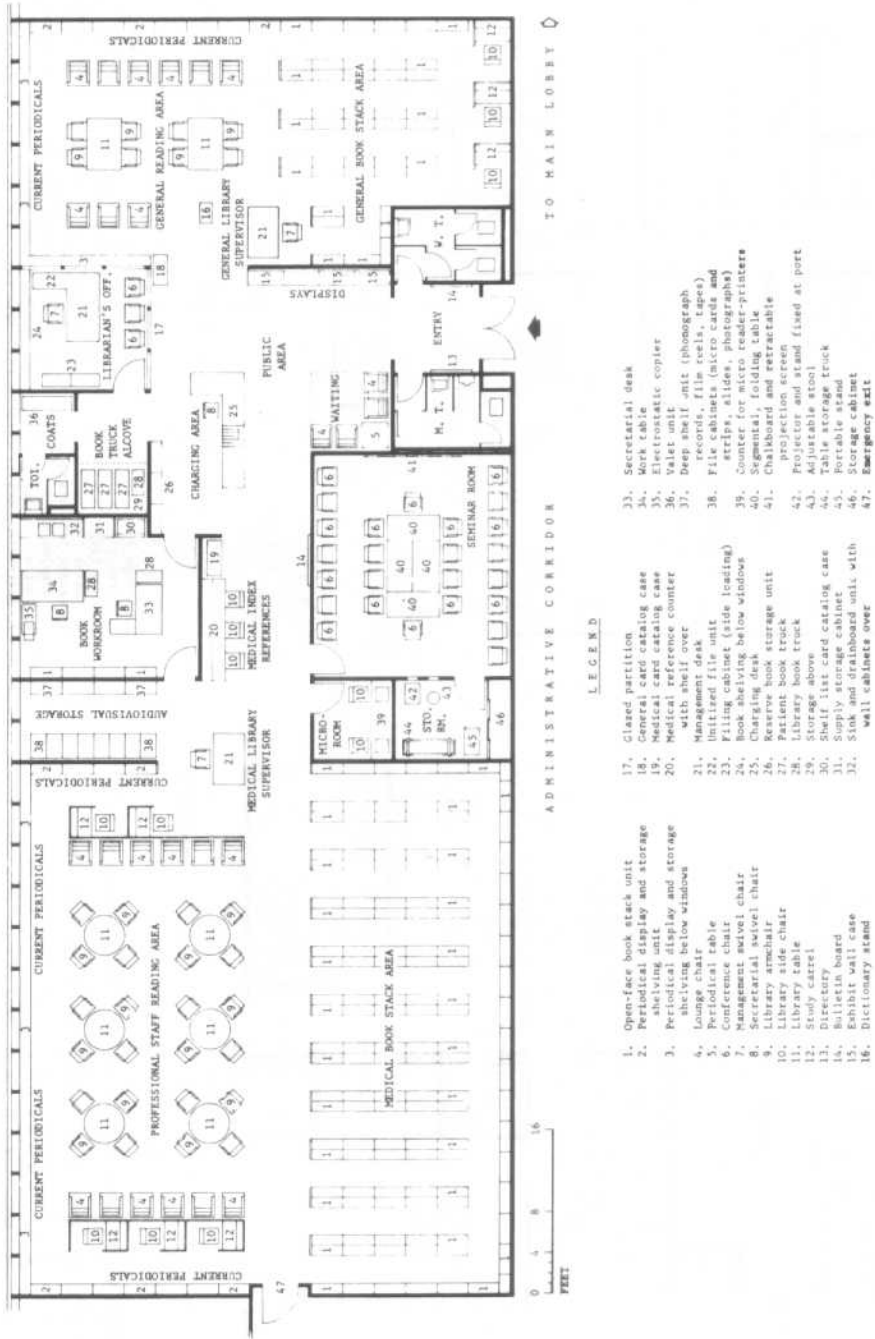 CURRENT PERIODICALS
CURRENT PERIODICALS
GENERAL READING AREA
GENERAL LIBRARY
SUPERVISOR
GENERAL BOOK STACK AREA
LIBRARIAN'S OFF.
DISPLAYS
PUBLIC
AREA
ENTRY
W. T.
M. T.
WAITING
COATS
TOI.
BOOK
TRUCK
ALCOVE
CHARGING AREA
SEMINAR ROOM
BOOK
WORKROOM
MEDICAL INDEX
REFERENCES
AUDIOVISUAL STORAGE
MICRO-
ROOM
STO.
RM.
MEDICAL LIBRARY
SUPERVISOR
CURRENT PERIODICALS
CURRENT PERIODICALS
CURRENT PERIODICALS
PROFESSIONAL STAFF READING AREA
MEDICAL BOOK STACK AREA
CURRENT PERIODICALS
47
ADMINISTRATIVE CORRIDOR
TO MAIN LOBBY
0 4 8 16
FEET
LEGEND
1. Open-face book stack unit
2. Periodical display and storage
shelving unit
3. Periodical display and storage
shelving below windows
4. Lounge chair
5. Periodical table
6. Conference chair
7. Management swivel chair
8. Secretarial swivel chair
9. Library armchair
10. Library side chair
11. Library table
12. Study carrel
13. Directory
14. Bulletin board
15. Exhibit wall case
16. Dictionary stand
17. Glazed partition
18. General card catalog case
19. Medical card catalog case
20. Medical reference counter
with shelf over
21. Management desk
22. Unitized file unit
23. Filing cabinet (side loading)
24. Book shelving below windows
25. Charging desk
26. Reserve book storage unit
27. Patient book truck
28. Library book truck
29. Storage above
30. Shelf list card catalog case
31. Supply storage cabinet
32. Sink and drainboard unit with
wall cabinets over
33. Secretarial desk
34. Work table
35. Electrostatic copier
36. Valet unit
37. Deep shelf unit (phonograph
records, film reels, tapes)
38. File cabinets (micro cards and
strips, slides, photographs)
39. Counter for micro reader-printers
40. Segmental, folding table
41. Chalkboard and retractable
projection screen
42. Projector and stand fixed at port
43. Adjustable stool
44. Table storage truck
45. Portable stand
46. Storage cabinet
47. Emergency exit